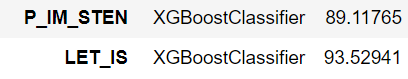 P_IM_STEN XGBoostClassifier 89.11765
LET_IS XGBoostClassifier 93.52941